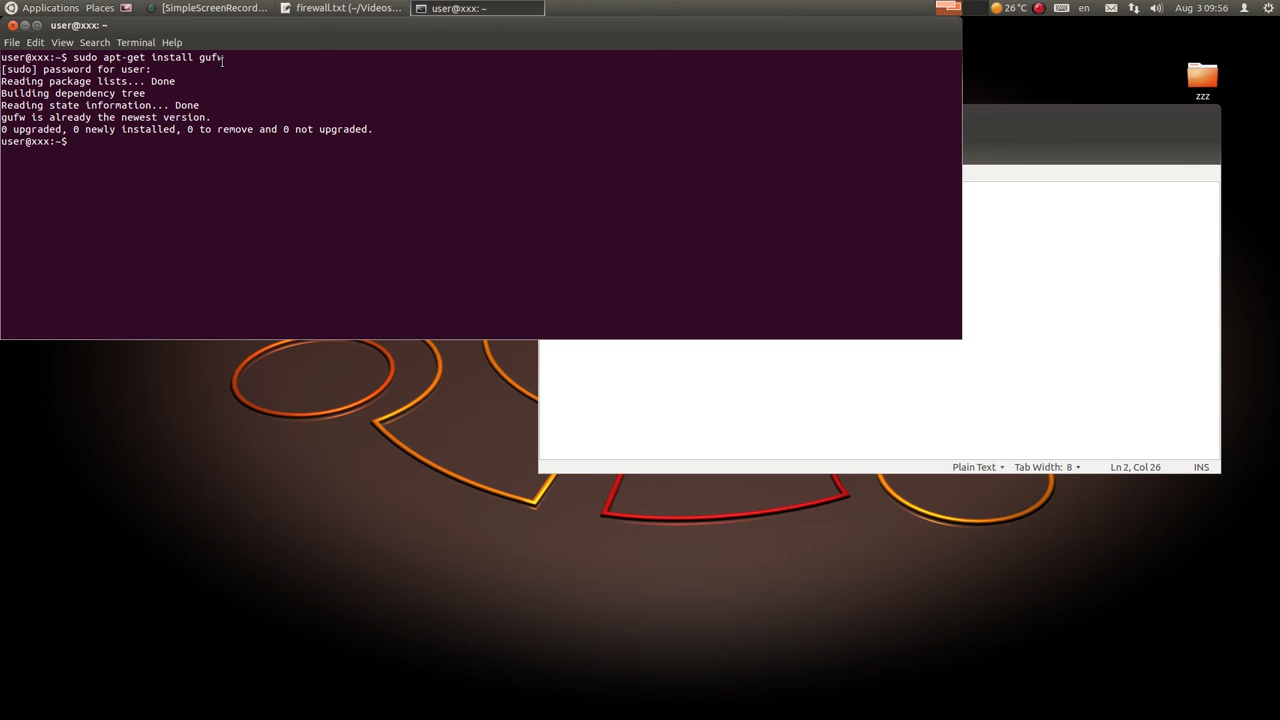 Applications Places [SimpleScreenRecord... firewall.txt (~/Videos... user@xxx: ~ 26 °C en Aug 3 09:56
user@xxx: ~
File Edit View Search Terminal Help
user@xxx:~$ sudo apt-get install gufw
[sudo] password for user:
Reading package lists... Done
Building dependency tree
Reading state information... Done
gufw is already the newest version.
0 upgraded, 0 newly installed, 0 to remove and 0 not upgraded.
user@xxx:~$
zzz
Plain Text Tab Width: 8 Ln 2, Col 26 INS